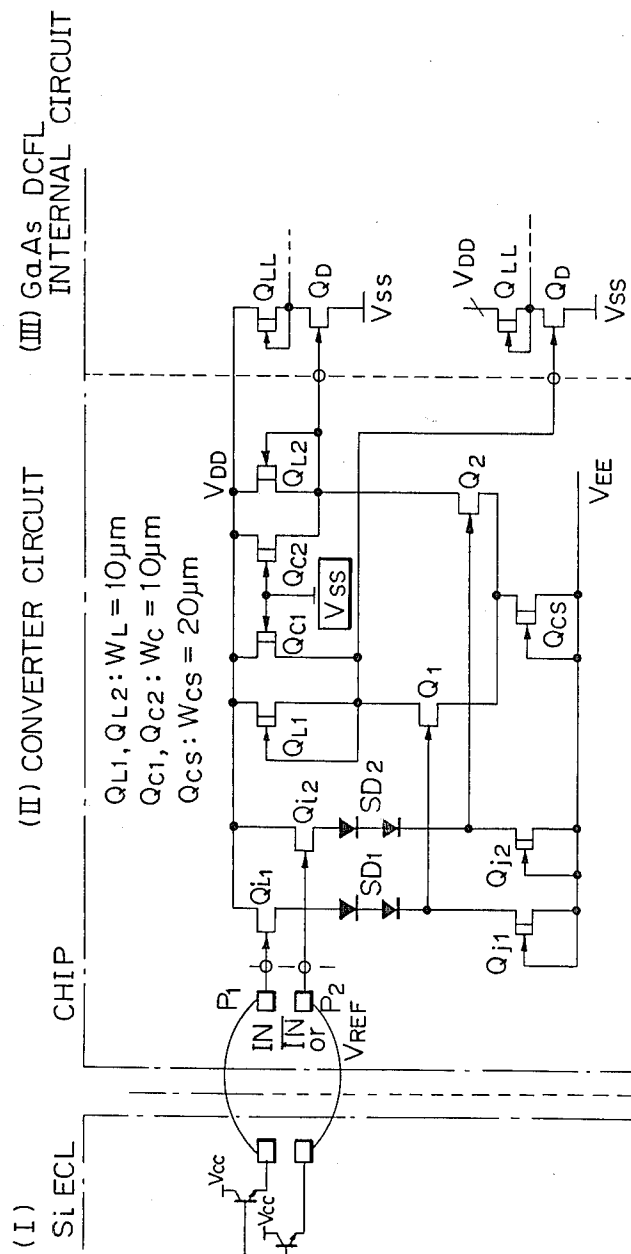 (I)
Si ECL
CHIP
(II) CONVERTER CIRCUIT
(III) GaAs DCFL
INTERNAL CIRCUIT
QL1, QL2 : WL = 10μm
QC1, QC2 : WC = 10μm
QCS : WCS = 20μm
VCC
VCC
P1
IN
IN
or
P2
VREF
Qi1
Qi2
SD1
SD2
Qj1
Qj2
QL1
QC1
VSS
QC2
QL2
VDD
Q1
Q2
QCS
VEE
QLL
QD
VSS
VDD
QLL
QD
VSS